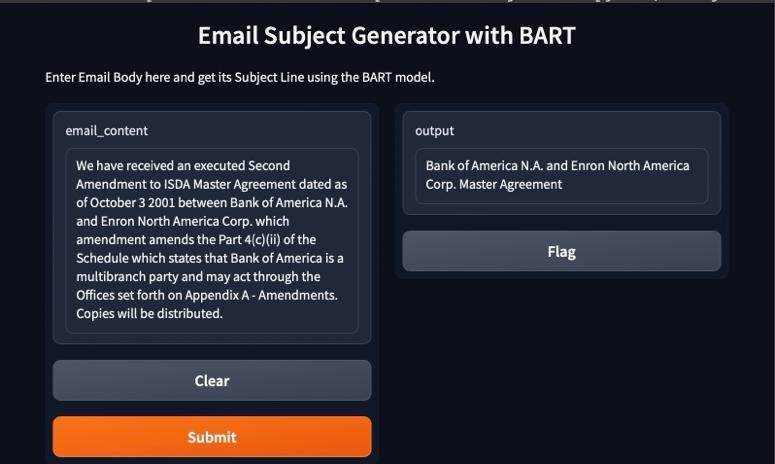 Email Subject Generator with BART
Enter Email Body here and get its Subject Line using the BART model.
email_content
We have received an executed Second
Amendment to ISDA Master Agreement dated as
of October 3 2001 between Bank of America N.A.
and Enron North America Corp. which
amendment amends the Part 4(c)(ii) of the
Schedule which states that Bank of America is a
multibranch party and may act through the
Offices set forth on Appendix A - Amendments.
Copies will be distributed.
Clear
Submit
output
Bank of America N.A. and Enron North America
Corp. Master Agreement
Flag